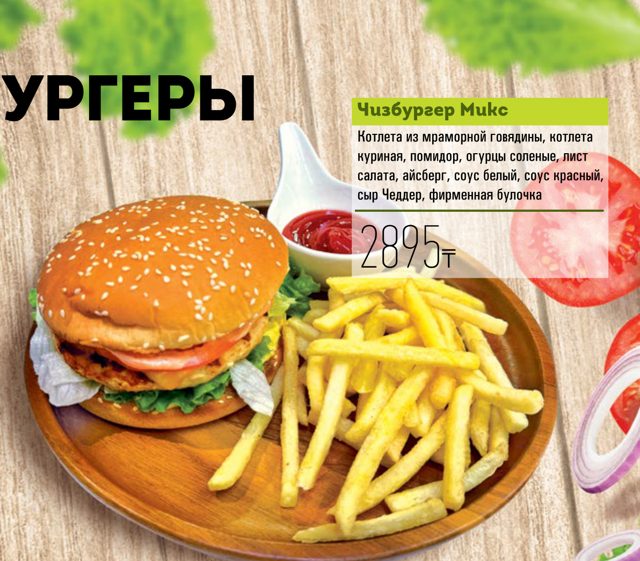 УРГЕРЫ
Чизбургер Микс
Котлета из мраморной говядины, котлета
куриная, помидор, огурцы соленые, лист
салата, айсберг, соус белый, соус красный,
сыр Чеддер, фирменная булочка
2895₸